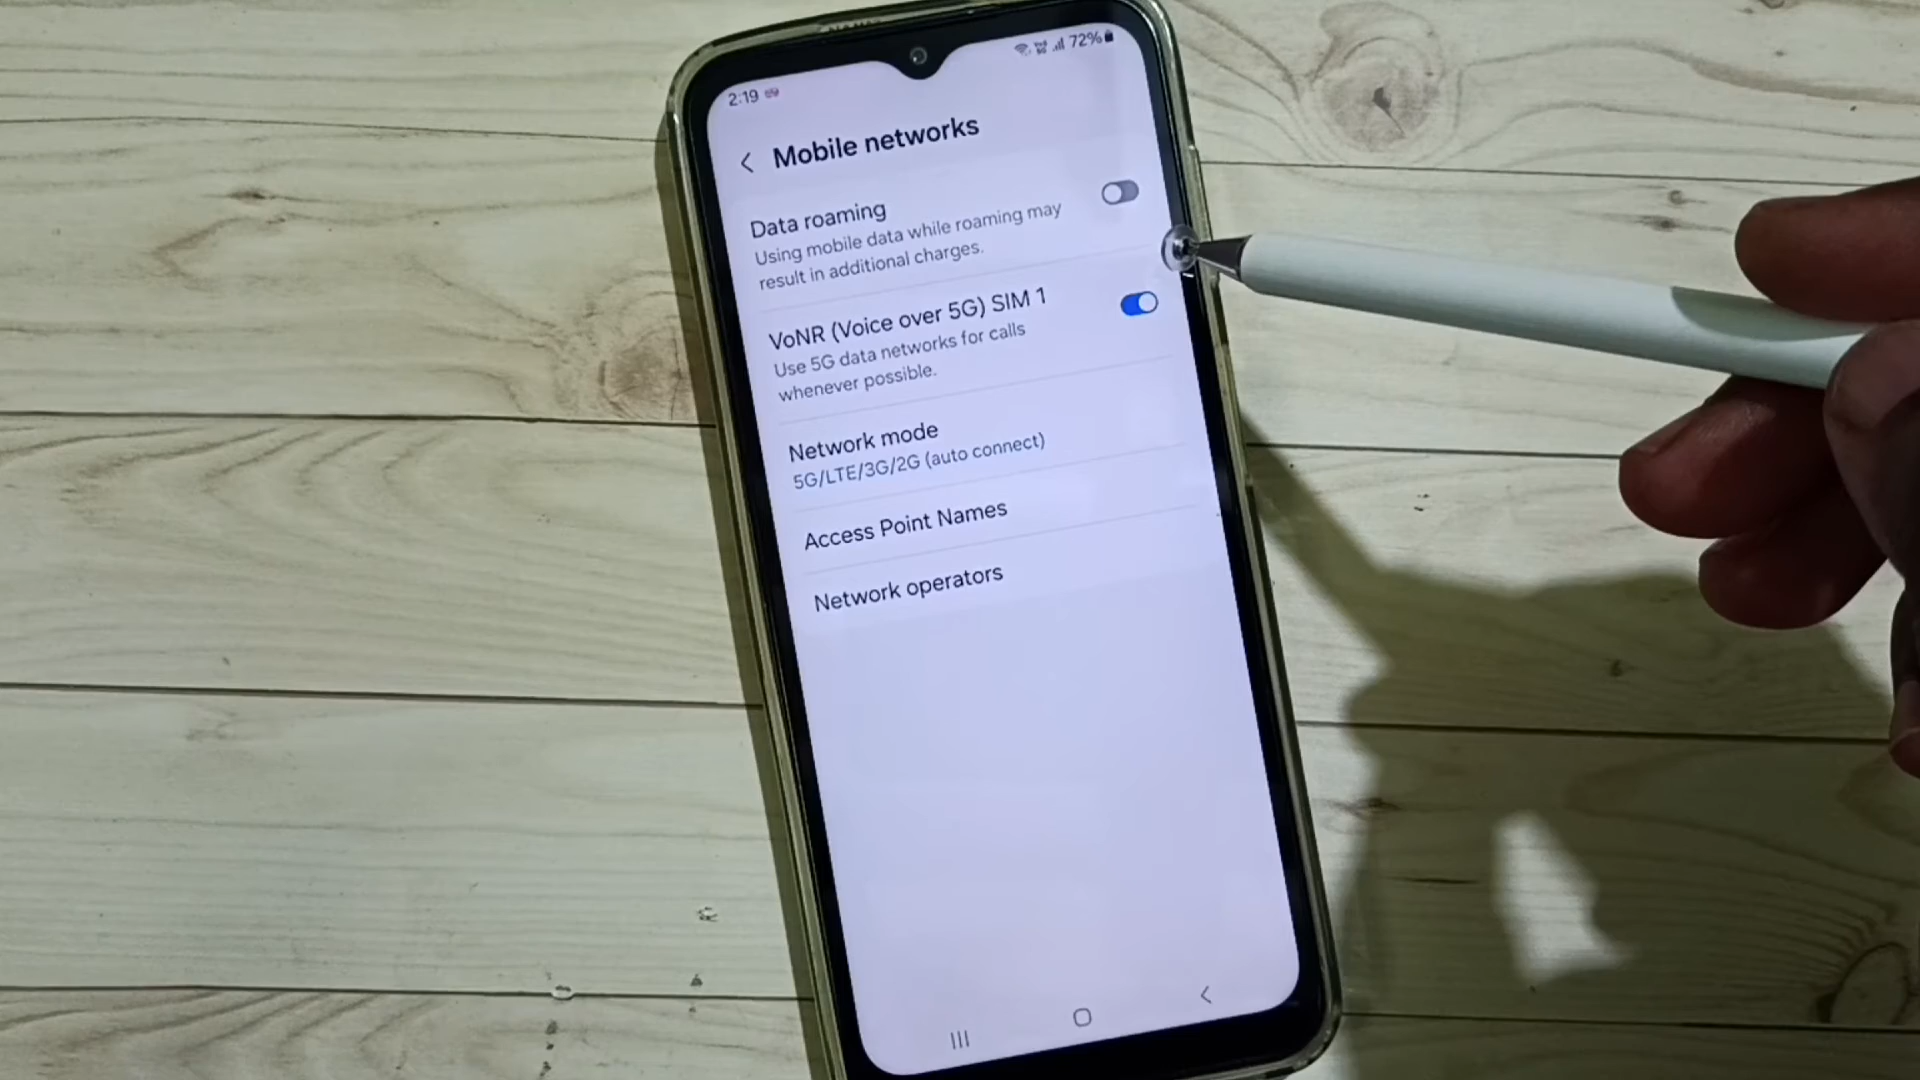 2:19
72%
Mobile networks
Data roaming
Using mobile data while roaming may
result in additional charges.
VoNR (Voice over 5G) SIM 1
Use 5G data networks for calls
whenever possible.
Network mode
5G/LTE/3G/2G (auto connect)
Access Point Names
Network operators